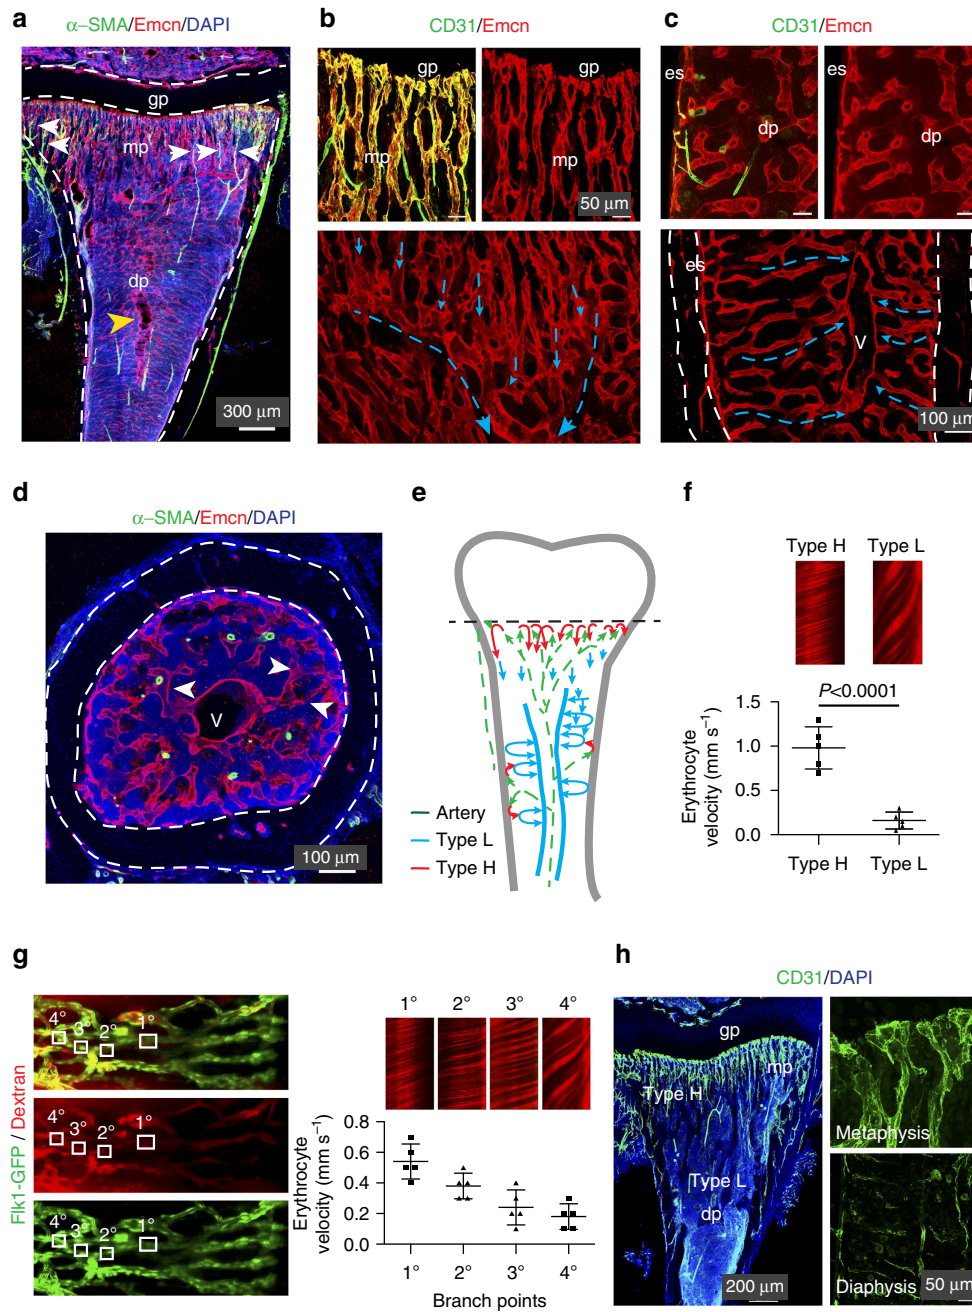 a
α–SMA/Emcn/DAPI
gp
mp
dp
300 μm
b
CD31/Emcn
gp
mp
gp
mp
50 μm
c
CD31/Emcn
es
dp
es
dp
es
V
100 μm
d
α–SMA/Emcn/DAPI
V
100 μm
e
Artery
Type L
Type H
f
Type H Type L
P<0.0001
Erythrocyte velocity (mm s⁻¹)
1.5
1.0
0.5
0.0
Type H Type L
g
Flk1-GFP / Dextran
4° 3° 2° 1°
4° 3° 2° 1°
4° 3° 2° 1°
1° 2° 3° 4°
Erythrocyte velocity (mm s⁻¹)
0.8
0.6
0.4
0.2
0.0
1° 2° 3° 4°
Branch points
h
CD31/DAPI
gp
mp
Type H
Type L
dp
200 μm
Metaphysis
Diaphysis
50 μm